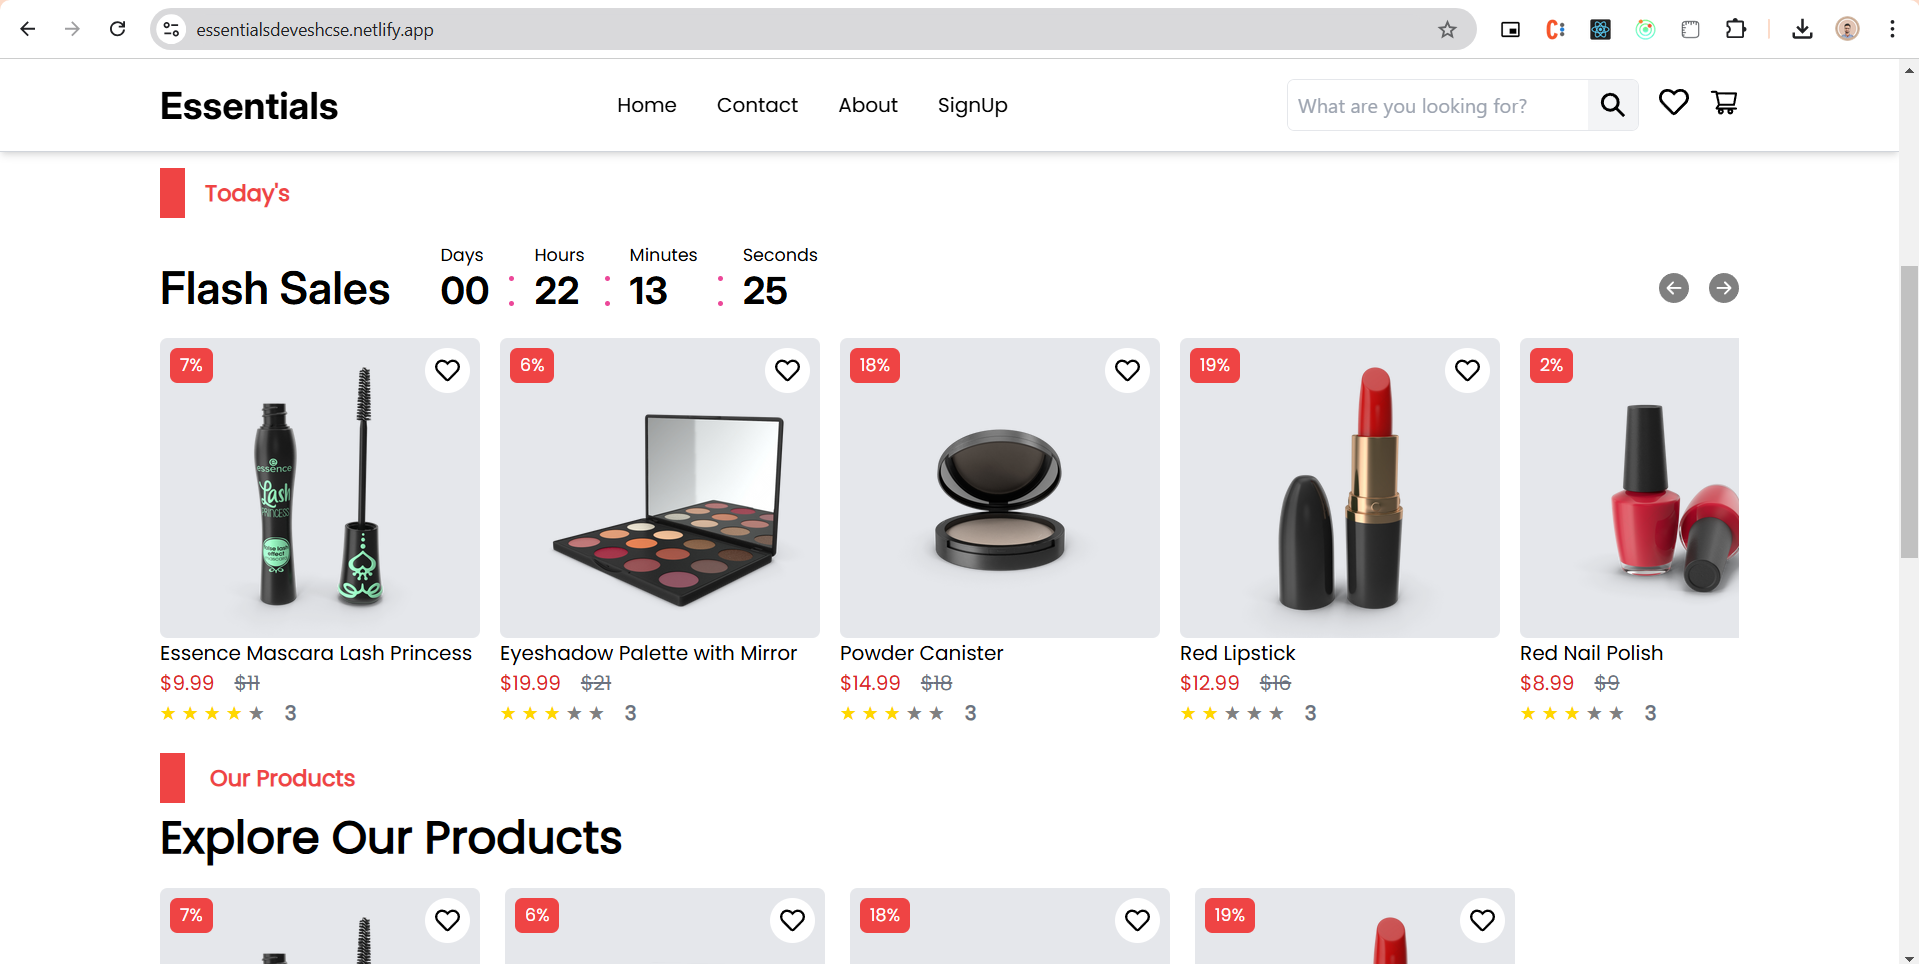 essentialsdeveshcse.netlify.app
Essentials
Home Contact About SignUp
What are you looking for?
Today's
Days Hours Minutes Seconds
Flash Sales 00 : 22 : 13 : 25
7% 6% 18% 19% 2%
essence
Lash
PRINCESS
false lash
effect
Essence Mascara Lash Princess Eyeshadow Palette with Mirror Powder Canister Red Lipstick Red Nail Polish
$9.99 $11 $19.99 $21 $14.99 $18 $12.99 $16 $8.99 $9
★ ★ ★ ★ ★ 3 ★ ★ ★ ★ ★ 3 ★ ★ ★ ★ ★ 3 ★ ★ ★ ★ ★ 3 ★ ★ ★ ★ ★ 3
Our Products
Explore Our Products
7% 6% 18% 19%